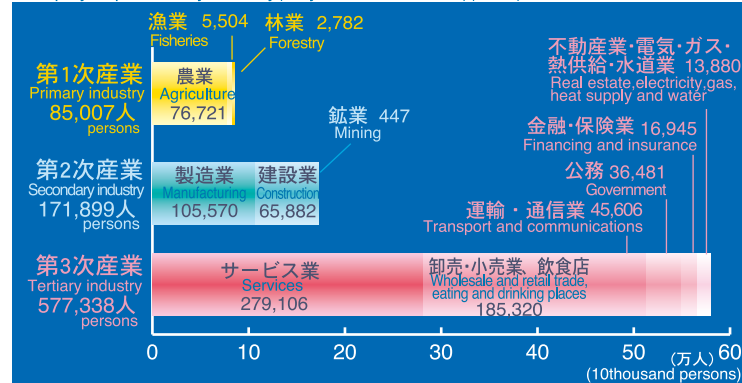 漁業 5,504
Fisheries
林業 2,782
Forestry
不動産業・電気・ガス・
熱供給・水道業 13,880
Real estate,electricity,gas,
heat supply and water
第1次産業
Primary industry
85,007人
persons
農業
Agriculture
76,721
鉱業 447
Mining
金融・保険業 16,945
Financing and insurance
第2次産業
Secondary industry
171,899人
persons
製造業
Manufacturing
105,570
建設業
Construction
65,882
公務 36,481
Government
運輸・通信業 45,606
Transport and communications
第3次産業
Tertiary industry
577,338人
persons
サービス業
Services
279,106
卸売・小売業、飲食店
Wholesale and retail trade,
eating and drinking places
185,320
0 10 20 30 40 50 60
(万人)
(10thousand persons)